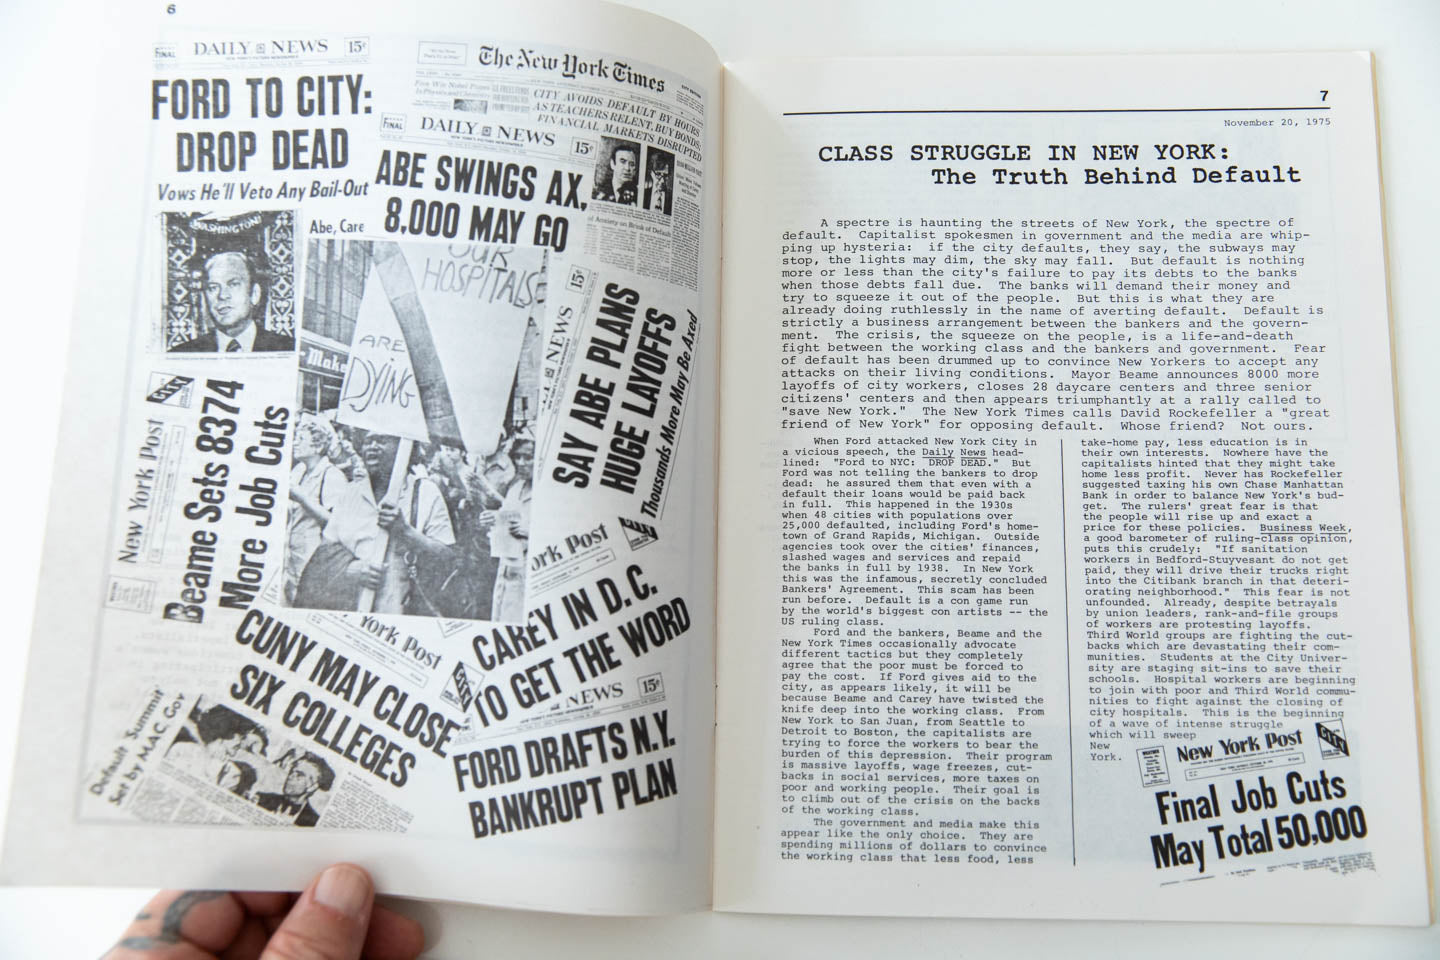 6
FINAL
DAILY NEWS
NEW YORK'S PICTURE NEWSPAPER
15¢
FORD TO CITY:
DROP DEAD
Vows He'll Veto Any Bail-Out
Abe, Care
WASHINGTON
The New York Times
Five Win Nobel Prizes
In Physics and Chemistry
CITY AVOIDS DEFAULT BY HOURS
AS TEACHERS RELENT, BUY BONDS;
FINANCIAL MARKETS DISRUPTED
FINAL
DAILY NEWS
NEW YORK'S PICTURE NEWSPAPER
15¢
ABE SWINGS AX,
8,000 MAY GO
of Anxiety on Brink of Default
OUR
HOSPITALS
ARE
DYING
Make
NEWS
15¢
SAY ABE PLANS
HUGE LAYOFFS
Thousands More May Be Axed
New York Post
Beame Sets 8374
More Job Cuts
ork Post
CAREY IN D.C.
TO GET THE WORD
York Post
CUNY MAY CLOSE
SIX COLLEGES
Default Summit
Set by MAC, Gov
NEWS
15¢
FORD DRAFTS N.Y.
BANKRUPT PLAN
7
November 20, 1975
CLASS STRUGGLE IN NEW YORK:
The Truth Behind Default
A spectre is haunting the streets of New York, the spectre of
default. Capitalist spokesmen in government and the media are whip-
ping up hysteria: if the city defaults, they say, the subways may
stop, the lights may dim, the sky may fall. But default is nothing
more or less than the city's failure to pay its debts to the banks
when those debts fall due. The banks will demand their money and
try to squeeze it out of the people. But this is what they are
already doing ruthlessly in the name of averting default. Default is
strictly a business arrangement between the bankers and the govern-
ment. The crisis, the squeeze on the people, is a life-and-death
fight between the working class and the bankers and government. Fear
of default has been drummed up to convince New Yorkers to accept any
attacks on their living conditions. Mayor Beame announces 8000 more
layoffs of city workers, closes 28 daycare centers and three senior
citizens' centers and then appears triumphantly at a rally called to
"save New York." The New York Times calls David Rockefeller a "great
friend of New York" for opposing default. Whose friend? Not ours.
When Ford attacked New York City in
a vicious speech, the Daily News head-
lined: "Ford to NYC: DROP DEAD." But
Ford was not telling the bankers to drop
dead: he assured them that even with a
default their loans would be paid back
in full. This happened in the 1930s
when 48 cities with populations over
25,000 defaulted, including Ford's home-
town of Grand Rapids, Michigan. Outside
agencies took over the cities' finances,
slashed wages and services and repaid
the banks in full by 1938. In New York
this was the infamous, secretly concluded
Bankers' Agreement. This scam has been
run before. Default is a con game run
by the world's biggest con artists -- the
US ruling class.
Ford and the bankers, Beame and the
New York Times occasionally advocate
different tactics but they completely
agree that the poor must be forced to
pay the cost. If Ford gives aid to the
city, as appears likely, it will be
because Beame and Carey have twisted the
knife deep into the working class. From
New York to San Juan, from Seattle to
Detroit to Boston, the capitalists are
trying to force the workers to bear the
burden of this depression. Their program
is massive layoffs, wage freezes, cut-
backs in social services, more taxes on
poor and working people. Their goal is
to climb out of the crisis on the backs
of the working class.
The government and media make this
appear like the only choice. They are
spending millions of dollars to convince
the working class that less food, less
take-home pay, less education is in
their own interests. Nowhere have the
capitalists hinted that they might take
home less profit. Never has Rockefeller
suggested taxing his own Chase Manhattan
Bank in order to balance New York's bud-
get. The rulers' great fear is that
the people will rise up and exact a
price for these policies. Business Week,
a good barometer of ruling-class opinion,
puts this crudely: "If sanitation
workers in Bedford-Stuyvesant do not get
paid, they will drive their trucks right
into the Citibank branch in that deteri-
orating neighborhood." This fear is not
unfounded. Already, despite betrayals
by union leaders, rank-and-file groups
of workers are protesting layoffs.
Third World groups are fighting the cut-
backs which are devastating their com-
munities. Students at the City Univer-
sity are staging sit-ins to save their
schools. Hospital workers are beginning
to join with poor and Third World commu-
nities to fight against the closing of
city hospitals. This is the beginning
of a wave of intense struggle
which will sweep
New
York.
New York Post
Final Job Cuts
May Total 50,000